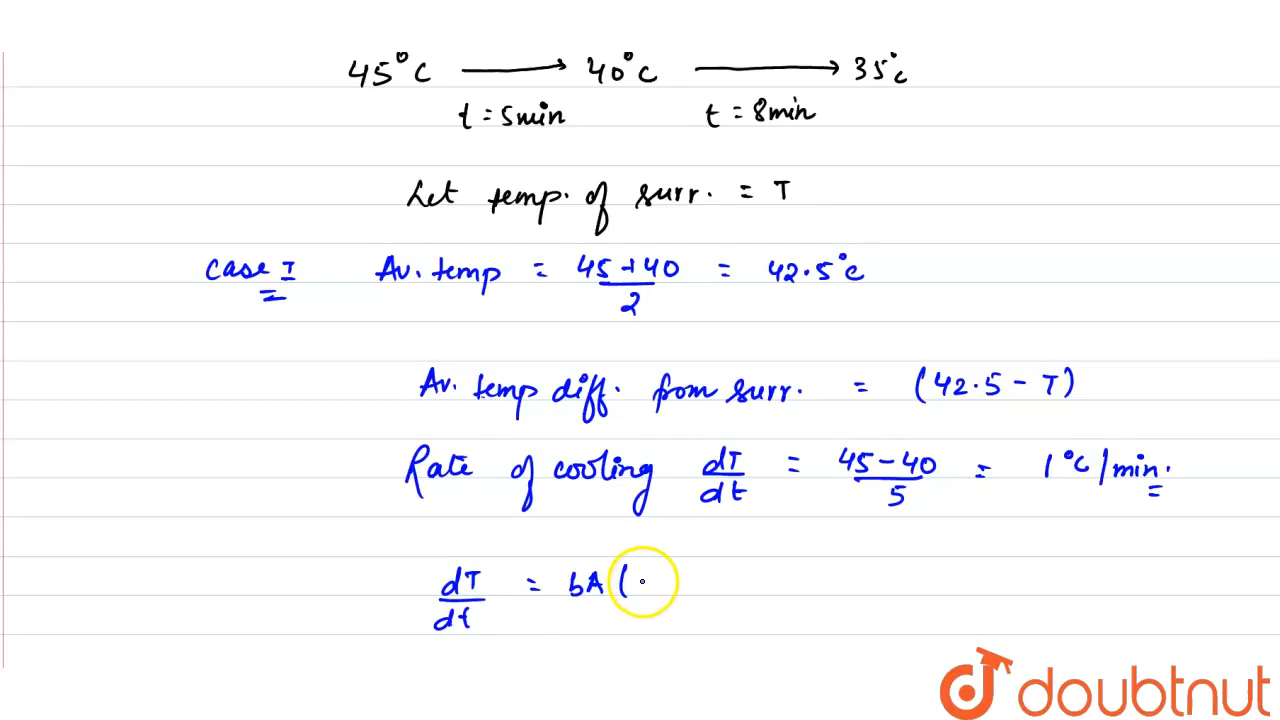 45°C → 40°C → 35°c
t = 5min t = 8min
Let temp. of surr. = T
Case I Av. temp = 45+40/2 = 42.5°C
Av. temp diff. from surr. = (42.5 - T)
Rate of cooling dT/dt = 45-40/5 = 1°C/min.
dT/dt = bA(
doubtnut